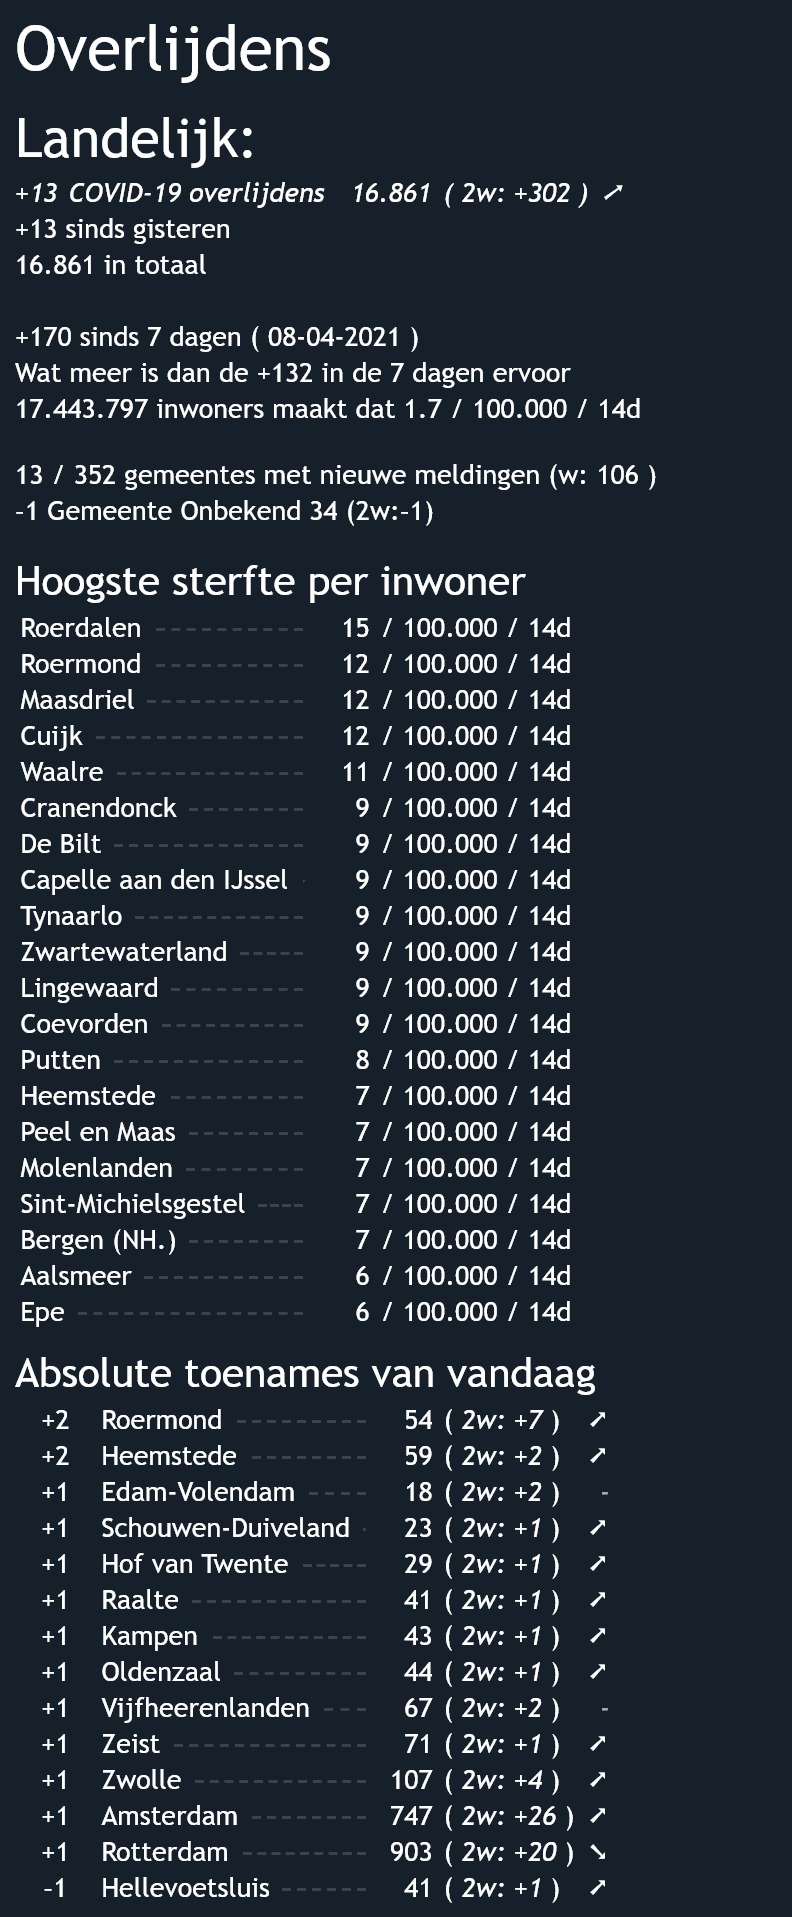 Overlijdens
Landelijk:
+13 COVID-19 overlijdens 16.861 ( 2w: +302 ) ➚
+13 sinds gisteren
16.861 in totaal
+170 sinds 7 dagen ( 08-04-2021 )
Wat meer is dan de +132 in de 7 dagen ervoor
17.443.797 inwoners maakt dat 1.7 / 100.000 / 14d
13 / 352 gemeentes met nieuwe meldingen (w: 106 )
-1 Gemeente Onbekend 34 (2w:-1)
Hoogste sterfte per inwoner
Roerdalen ---------- 15 / 100.000 / 14d
Roermond ---------- 12 / 100.000 / 14d
Maasdriel ----------- 12 / 100.000 / 14d
Cuijk -------------- 12 / 100.000 / 14d
Waalre ------------- 11 / 100.000 / 14d
Cranendonck -------- 9 / 100.000 / 14d
De Bilt ------------- 9 / 100.000 / 14d
Capelle aan den IJssel - 9 / 100.000 / 14d
Tynaarlo ------------ 9 / 100.000 / 14d
Zwartewaterland ----- 9 / 100.000 / 14d
Lingewaard --------- 9 / 100.000 / 14d
Coevorden ---------- 9 / 100.000 / 14d
Putten ------------- 8 / 100.000 / 14d
Heemstede --------- 7 / 100.000 / 14d
Peel en Maas -------- 7 / 100.000 / 14d
Molenlanden -------- 7 / 100.000 / 14d
Sint-Michielsgestel ---- 7 / 100.000 / 14d
Bergen (NH.) -------- 7 / 100.000 / 14d
Aalsmeer ----------- 6 / 100.000 / 14d
Epe --------------- 6 / 100.000 / 14d
Absolute toenames van vandaag
+2 Roermond --------- 54 ( 2w: +7 ) ➚
+2 Heemstede -------- 59 ( 2w: +2 ) ➚
+1 Edam-Volendam ---- 18 ( 2w: +2 ) -
+1 Schouwen-Duiveland - 23 ( 2w: +1 ) ➚
+1 Hof van Twente ----- 29 ( 2w: +1 ) ➚
+1 Raalte ------------ 41 ( 2w: +1 ) ➚
+1 Kampen ----------- 43 ( 2w: +1 ) ➚
+1 Oldenzaal --------- 44 ( 2w: +1 ) ➚
+1 Vijfheerenlanden --- 67 ( 2w: +2 ) -
+1 Zeist ------------- 71 ( 2w: +1 ) ➚
+1 Zwolle ------------ 107 ( 2w: +4 ) ➚
+1 Amsterdam -------- 747 ( 2w: +26 ) ➚
+1 Rotterdam --------- 903 ( 2w: +20 ) ➘
-1 Hellevoetsluis ------ 41 ( 2w: +1 ) ➚